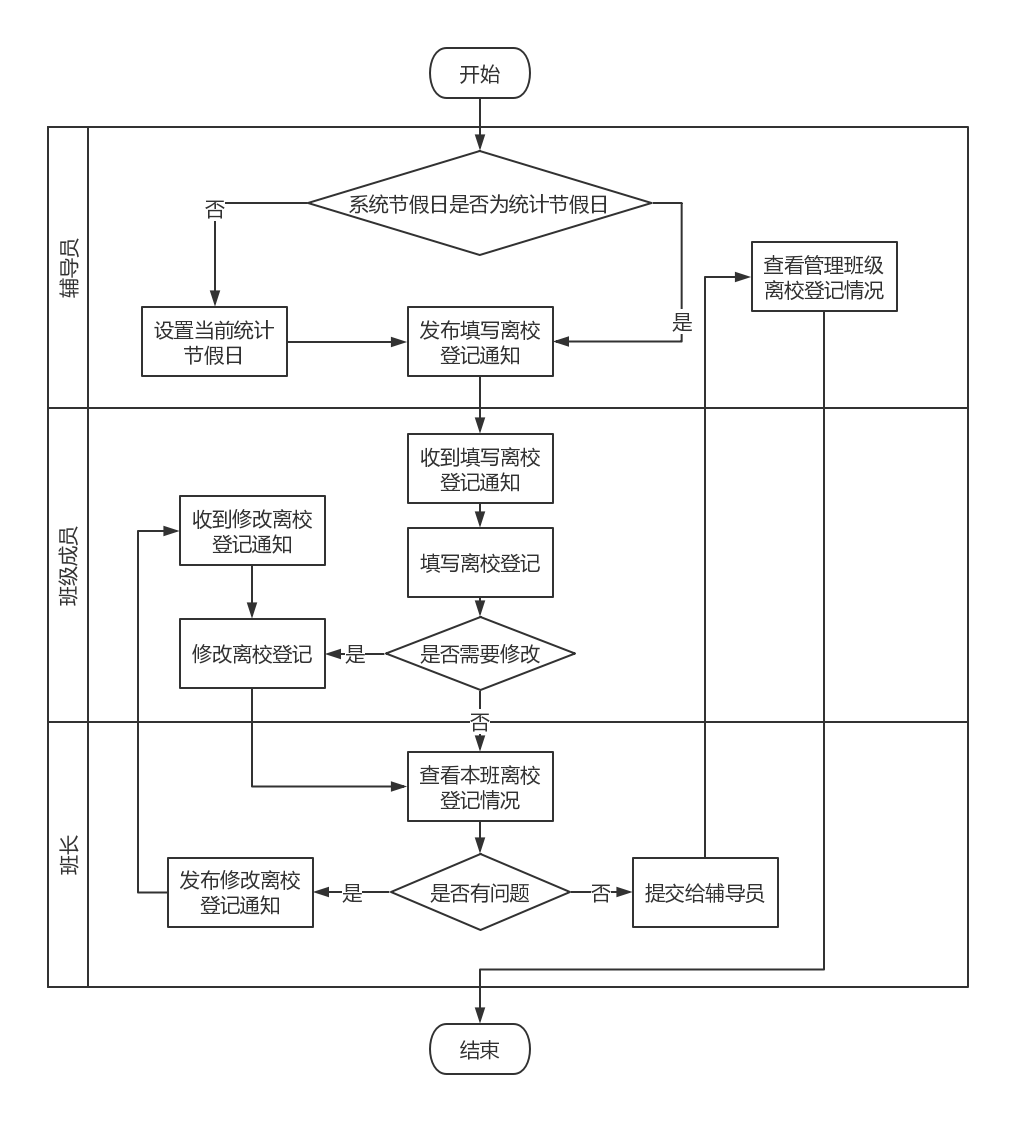 开始
辅导员
系统节假日是否为统计节假日
否
是
查看管理班级
离校登记情况
设置当前统计
节假日
发布填写离校
登记通知
班级成员
收到填写离校
登记通知
收到修改离校
登记通知
填写离校登记
修改离校登记
是
是否需要修改
否
班长
查看本班离校
登记情况
发布修改离校
登记通知
是
是否有问题
否
提交给辅导员
结束